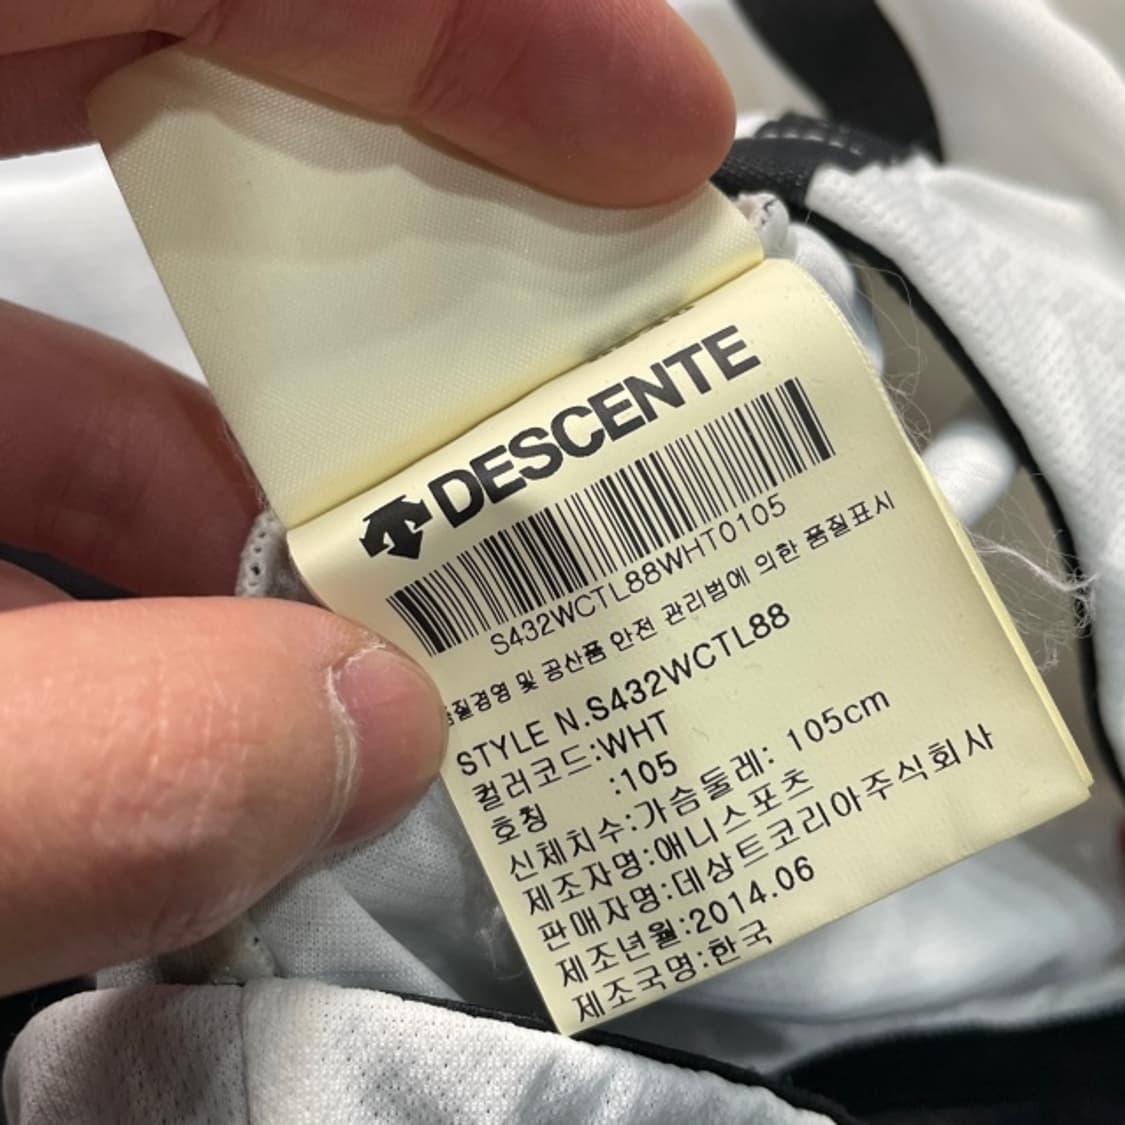 DESCENTE
S432WCTL88WHT0105
품질경영 및 공산품 안전 관리법에 의한 품질표시
STYLE N.S432WCTL88
컬러코드:WHT
호칭 :105
신체치수:가슴둘레: 105cm
제조자명:애니스포츠
판매자명:데상트코리아주식회사
제조년월:2014.06
제조국명:한국